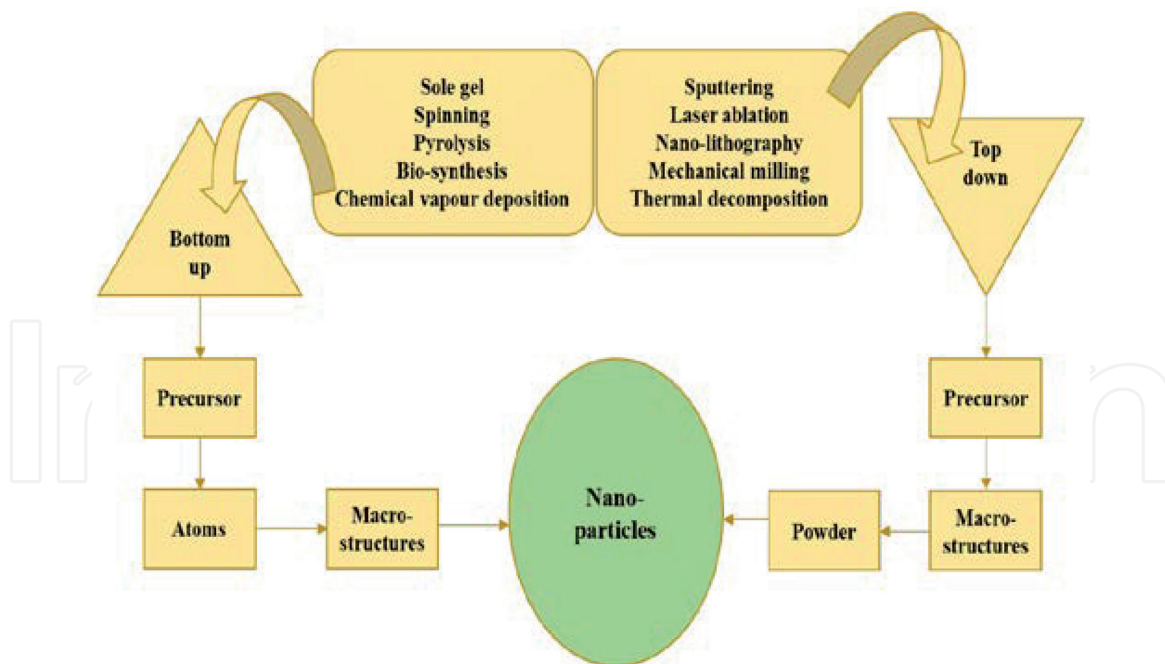 Sole gel
Spinning
Pyrolysis
Bio-synthesis
Chemical vapour deposition
Sputtering
Laser ablation
Nano-lithography
Mechanical milling
Thermal decomposition
Bottom
up
Top
down
Precursor
Atoms
Macro-
structures
Nano-
particles
Precursor
Macro-
structures
Powder